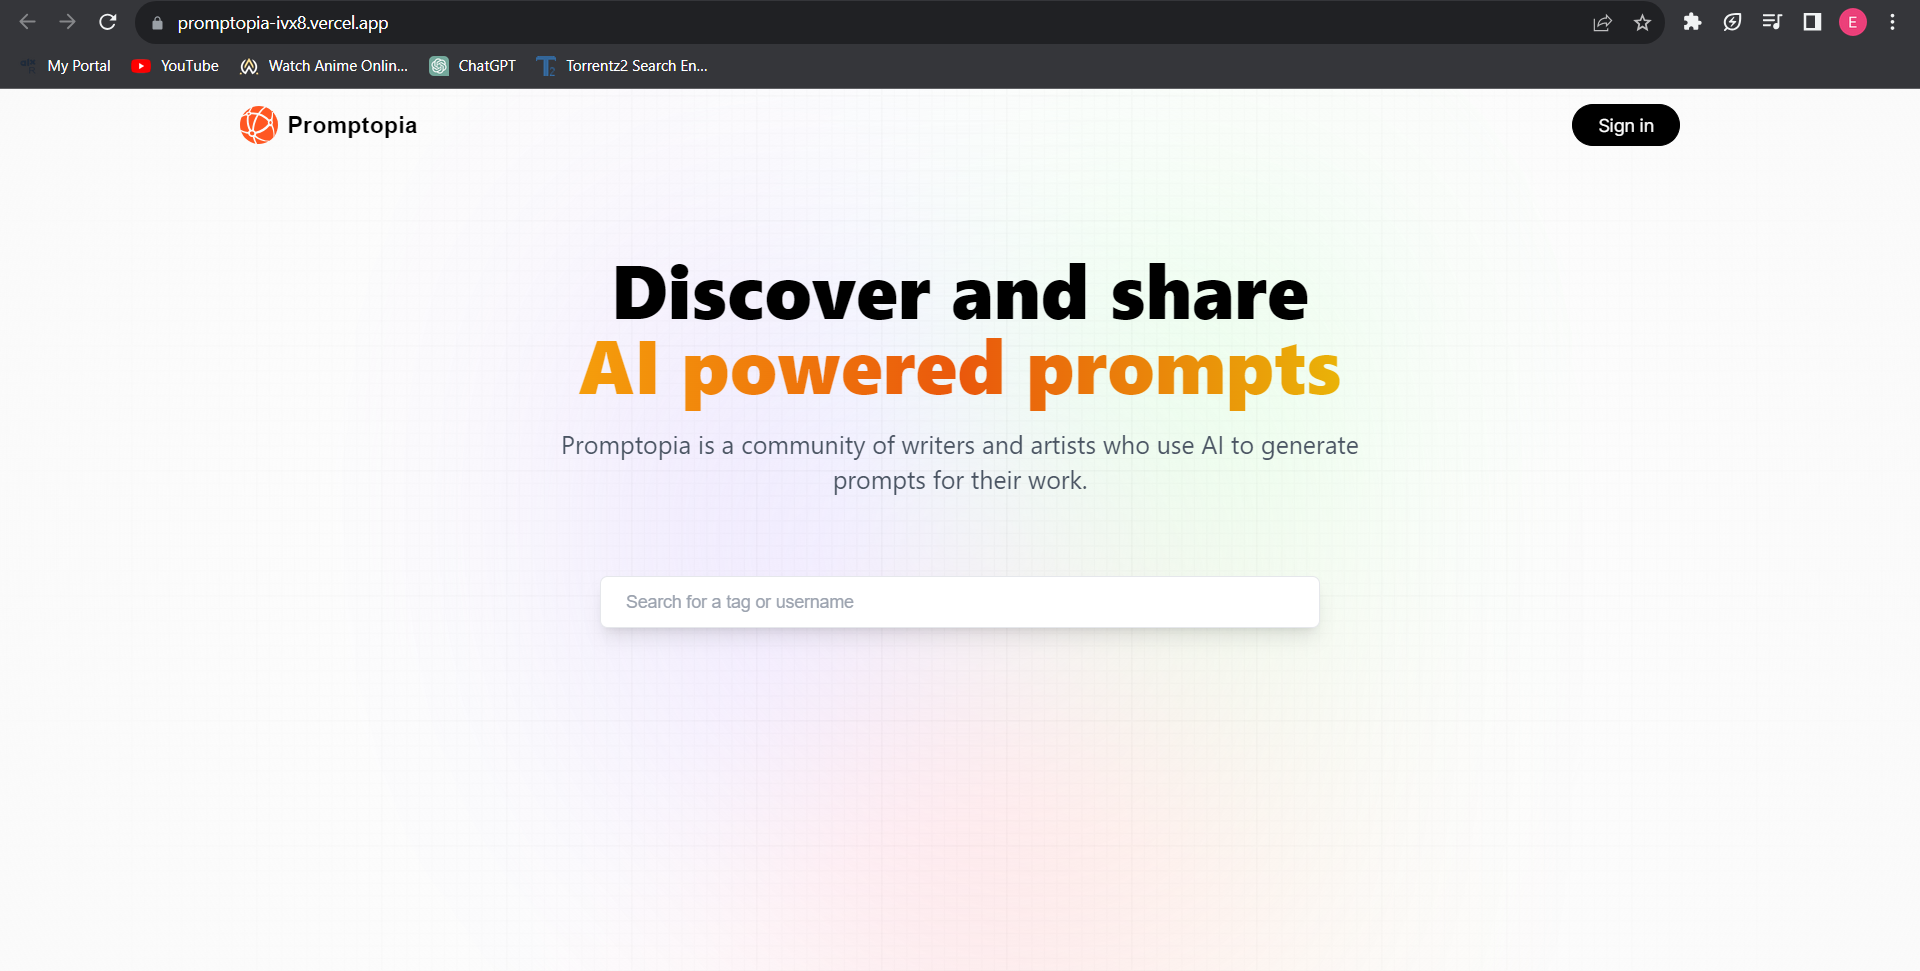 promptopia-ivx8.vercel.app
E
My Portal
YouTube
Watch Anime Onlin...
ChatGPT
Torrentz2 Search En...
Promptopia
Sign in
Discover and share
AI powered prompts
Promptopia is a community of writers and artists who use AI to generate
prompts for their work.
Search for a tag or username